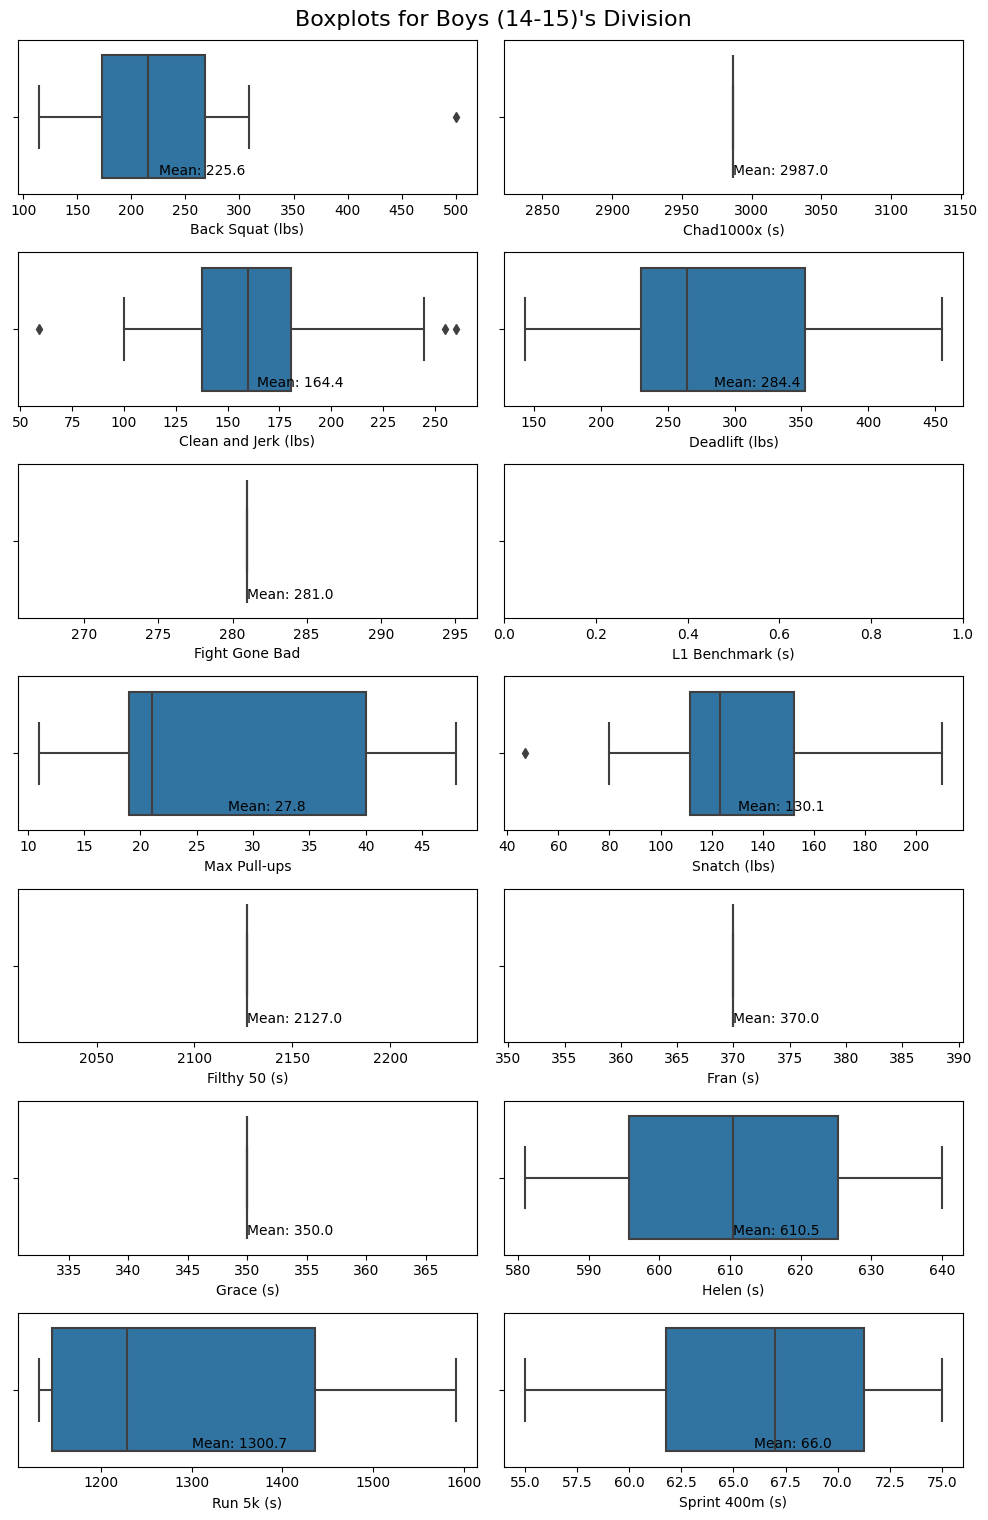 Boxplots for Boys (14-15)'s Division
Mean: 225.6
100 150 200 250 300 350 400 450 500
Back Squat (lbs)
Mean: 2987.0
2850 2900 2950 3000 3050 3100 3150
Chad1000x (s)
Mean: 164.4
50 75 100 125 150 175 200 225 250
Clean and Jerk (lbs)
Mean: 284.4
150 200 250 300 350 400 450
Deadlift (lbs)
Mean: 281.0
270 275 280 285 290 295
Fight Gone Bad
0.0 0.2 0.4 0.6 0.8 1.0
L1 Benchmark (s)
Mean: 27.8
10 15 20 25 30 35 40 45
Max Pull-ups
Mean: 130.1
40 60 80 100 120 140 160 180 200
Snatch (lbs)
Mean: 2127.0
2050 2100 2150 2200
Filthy 50 (s)
Mean: 370.0
350 355 360 365 370 375 380 385 390
Fran (s)
Mean: 350.0
335 340 345 350 355 360 365
Grace (s)
Mean: 610.5
580 590 600 610 620 630 640
Helen (s)
Mean: 1300.7
1200 1300 1400 1500 1600
Run 5k (s)
Mean: 66.0
55.0 57.5 60.0 62.5 65.0 67.5 70.0 72.5 75.0
Sprint 400m (s)